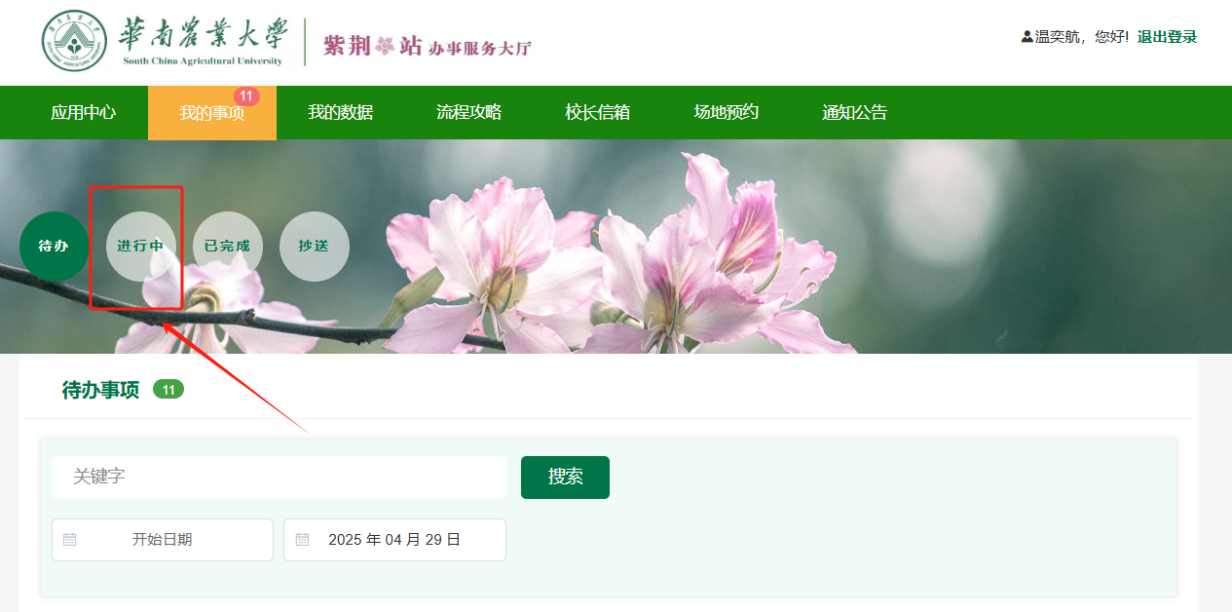 華南農業大學
South China Agricultural University
紫荆 站 办事服务大厅
温奕航，您好! 退出登录
应用中心 我的事项 11 我的数据 流程攻略 校长信箱 场地预约 通知公告
待办 进行中 已完成 抄送
待办事项 11
关键字 搜索
开始日期 2025 年 04 月 29 日